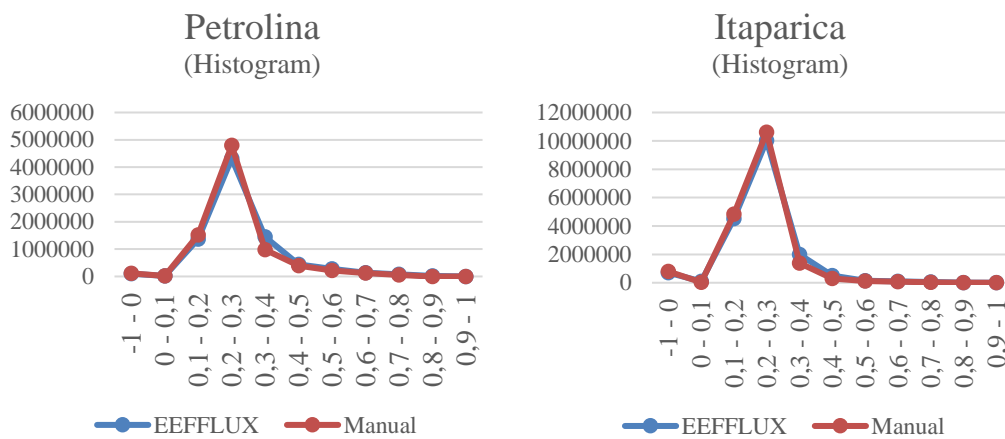 Petrolina
(Histogram)
6000000
5000000
4000000
3000000
2000000
1000000
0
-1 - 0
0 - 0,1
0,1 - 0,2
0,2 - 0,3
0,3 - 0,4
0,4 - 0,5
0,5 - 0,6
0,6 - 0,7
0,7 - 0,8
0,8 - 0,9
0,9 - 1
EEFFLUX Manual
Itaparica
(Histogram)
12000000
10000000
8000000
6000000
4000000
2000000
0
-1 - 0
0 - 0,1
0,1 - 0,2
0,2 - 0,3
0,3 - 0,4
0,4 - 0,5
0,5 - 0,6
0,6 - 0,7
0,7 - 0,8
0,8 - 0,9
0,9 - 1
EEFFLUX Manual